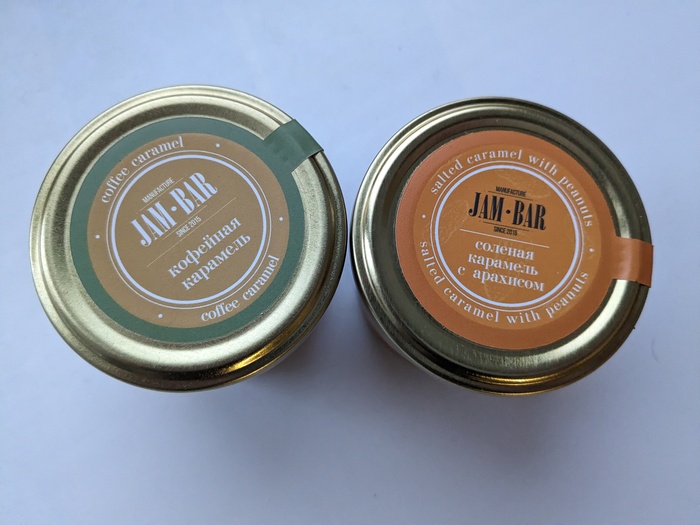 coffee caramel
MANUFACTURE
JAM·BAR
SINCE 2015
кофейная
карамель
coffee caramel
salted caramel with peanuts
MANUFACTURE
JAM·BAR
SINCE 2015
соленая
карамель
с арахисом
salted caramel with peanuts